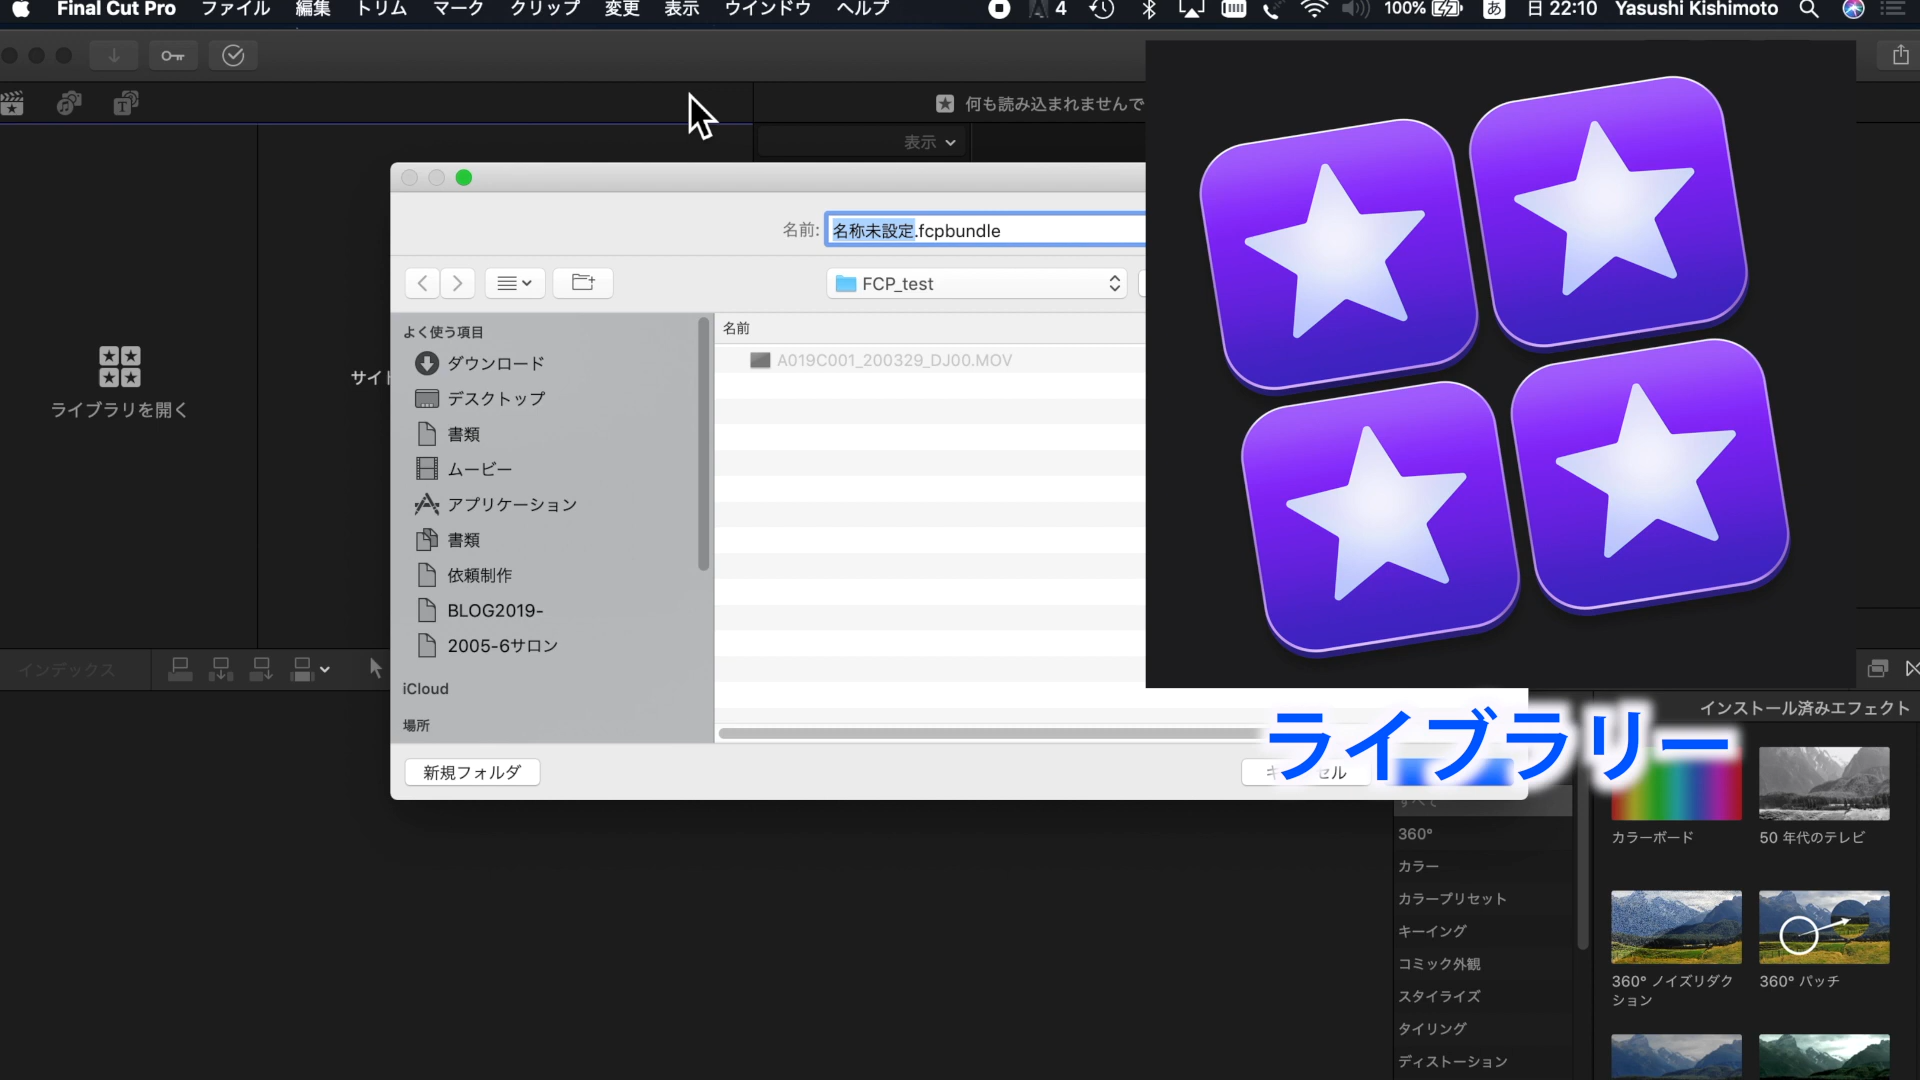 Final Cut Pro ファイル 編集 トリム マーク クリップ 変更 表示 ウインドウ ヘルプ 4 100% あ 日 22:10 Yasushi Kishimoto
何も読み込まれませんで
表示
名前: 名称未設定.fcpbundle
FCP_test
よく使う項目
名前
ダウンロード
A019C001_200329_DJ00.MOV
サイド
デスクトップ
ライブラリを開く
書類
ムービー
アプリケーション
書類
依頼制作
BLOG2019-
2005-6サロン
インデックス
iCloud
場所
インストール済みエフェクト
ライブラリー
新規フォルダ
すべて
360°
カラーボード
50 年代のテレビ
カラー
カラープリセット
キーイング
コミック外観
360° ノイズリダク
ション
360° パッチ
スタイライズ
タイリング
ディストーション